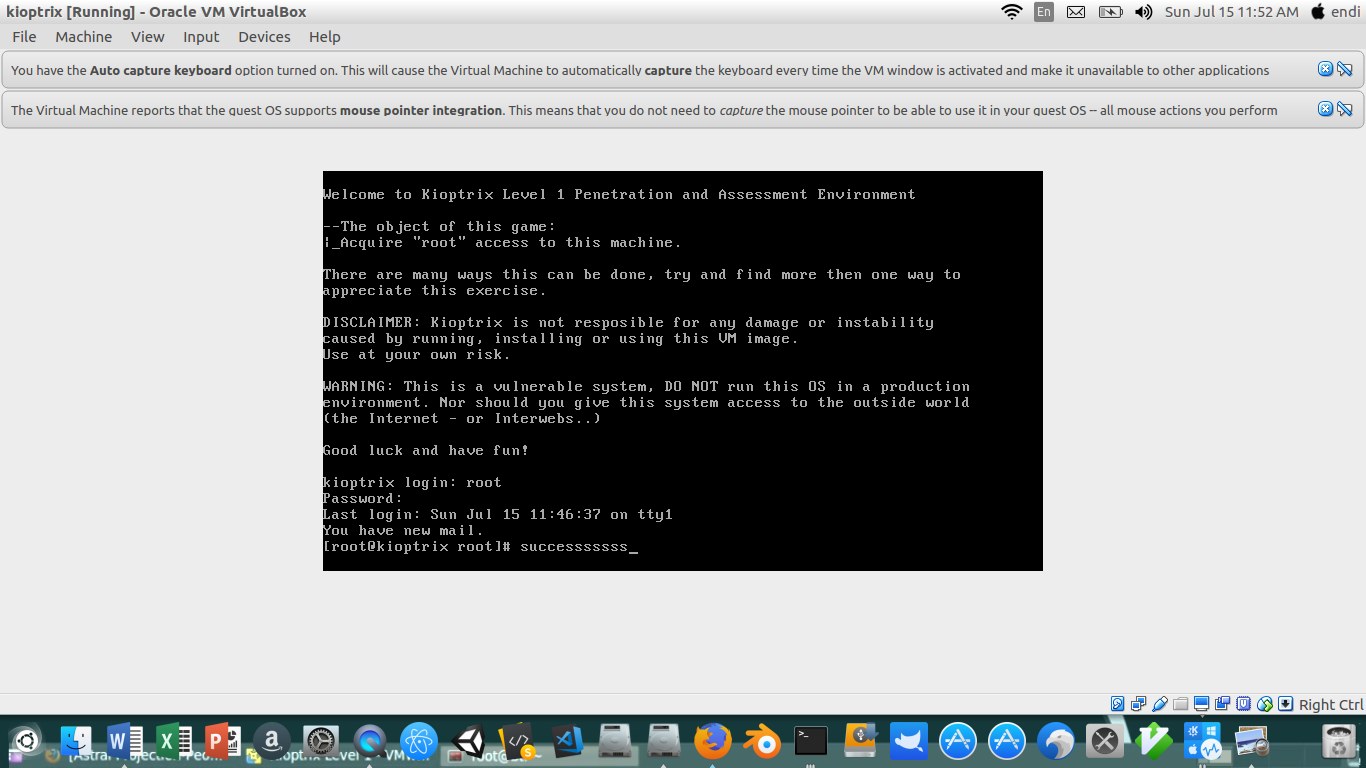 kioptrix [Running] - Oracle VM VirtualBox
En
Sun Jul 15 11:52 AM
endi
File Machine View Input Devices Help
You have the Auto capture keyboard option turned on. This will cause the Virtual Machine to automatically capture the keyboard every time the VM window is activated and make it unavailable to other applications
The Virtual Machine reports that the guest OS supports mouse pointer integration. This means that you do not need to capture the mouse pointer to be able to use it in your guest OS -- all mouse actions you perform
Welcome to Kioptrix Level 1 Penetration and Assessment Environment
--The object of this game:
|_Acquire "root" access to this machine.
There are many ways this can be done, try and find more then one way to
appreciate this exercise.
DISCLAIMER: Kioptrix is not resposible for any damage or instability
caused by running, installing or using this VM image.
Use at your own risk.
WARNING: This is a vulnerable system, DO NOT run this OS in a production
environment. Nor should you give this system access to the outside world
(the Internet - or Interwebs..)
Good luck and have fun!
kioptrix login: root
Password:
Last login: Sun Jul 15 11:46:37 on tty1
You have new mail.
[root@kioptrix root]# successsssss_
Right Ctrl